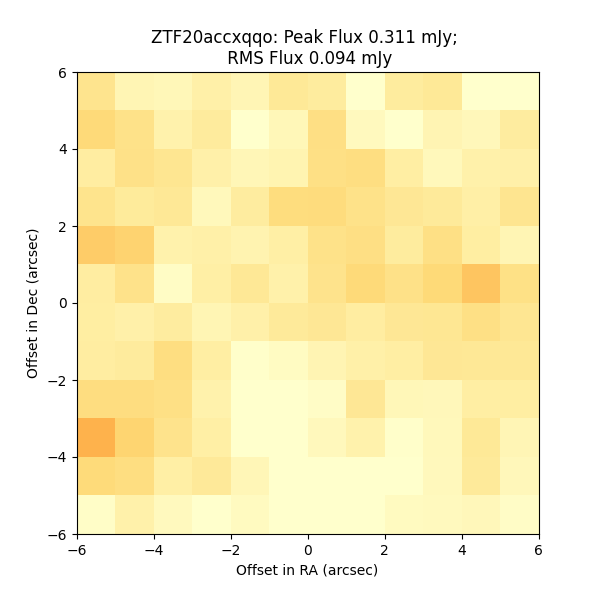 ZTF20accxqqo: Peak Flux 0.311 mJy;
RMS Flux 0.094 mJy
6
4
2
0
−2
−4
−6
Offset in Dec (arcsec)
−6 −4 −2 0 2 4 6
Offset in RA (arcsec)